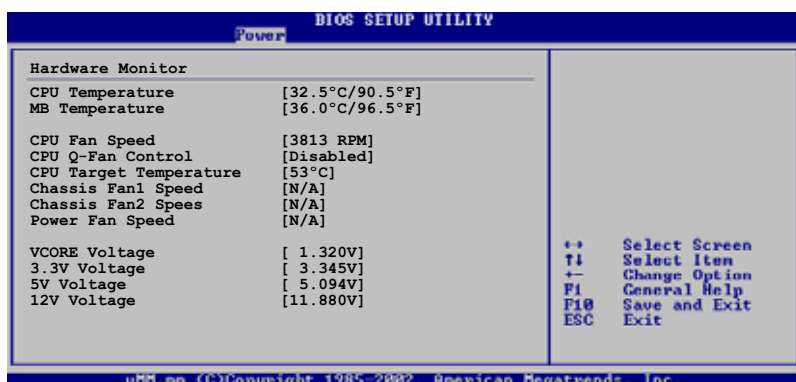 BIOS SETUP UTILITY
Power
Hardware Monitor
CPU Temperature [32.5°C/90.5°F]
MB Temperature [36.0°C/96.5°F]
CPU Fan Speed [3813 RPM]
CPU Q-Fan Control [Disabled]
CPU Target Temperature [53°C]
Chassis Fan1 Speed [N/A]
Chassis Fan2 Spees [N/A]
Power Fan Speed [N/A]
VCORE Voltage [ 1.320V]
3.3V Voltage [ 3.345V]
5V Voltage [ 5.094V]
12V Voltage [11.880V]
↔ Select Screen
↑↓ Select Item
+- Change Option
F1 General Help
F10 Save and Exit
ESC Exit
(C)Copyright 1985-2002 American Megatrends, Inc